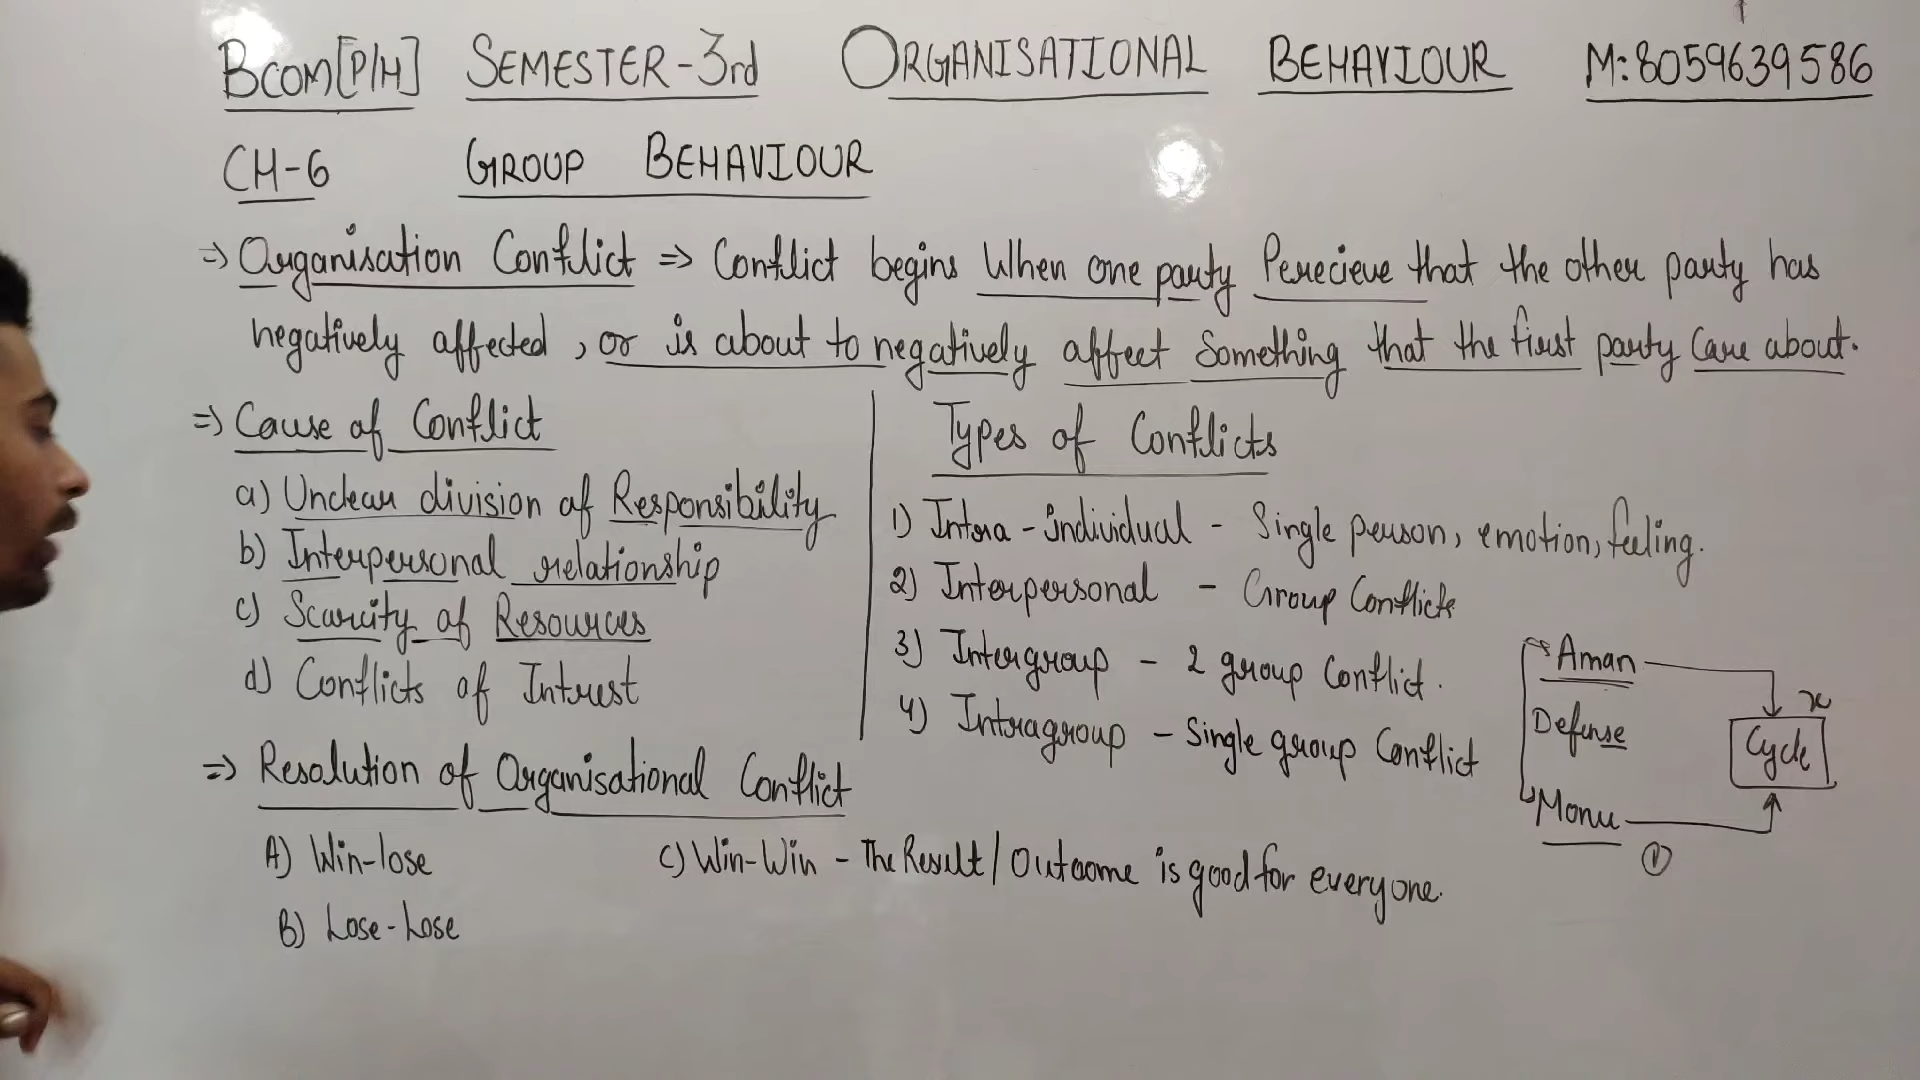 BCOM[P/H] SEMESTER-3rd ORGANISATIONAL BEHAVIOUR M:8059639586
CH-6 GROUP BEHAVIOUR
=> Organisation Conflict => Conflict begins When one party Perecieve that the other party has
negatively affected, or is about to negatively affect Something that the first party Care about.
=> Cause of Conflict
a) Unclear division of Responsibility
b) Interpersonal relationship
c) Scarcity of Resources
d) Conflicts of Intrest
Types of Conflicts
1) Intra-individual - Single person, emotion, feeling.
2) Interpersonal - Group Conflicts
3) Intergroup - 2 group Conflict.
4) Intragroup - Single group Conflict
Aman
Defense
Monu
x
Cycle
1
=> Resolution of Organisational Conflict
A) Win-lose
B) Lose-Lose
C) Win-Win - The Result/Outcome is good for everyone.